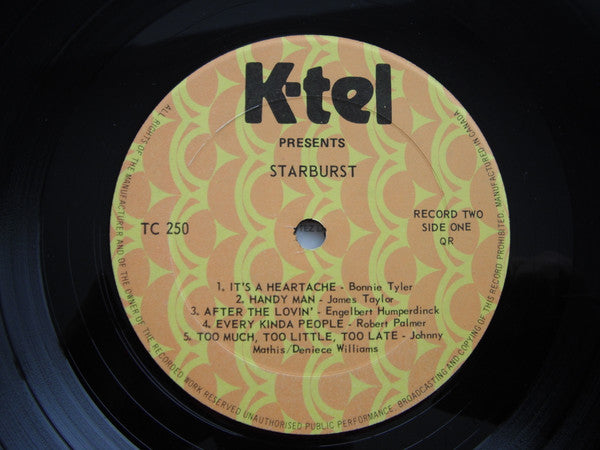 K-tel
PRESENTS
STARBURST
TC 250
RECORD TWO
SIDE ONE
QR
1. IT'S A HEARTACHE - Bonnie Tyler
2. HANDY MAN - James Taylor
3. AFTER THE LOVIN' - Engelbert Humperdinck
4. EVERY KINDA PEOPLE - Robert Palmer
5. TOO MUCH, TOO LITTLE, TOO LATE - Johnny
Mathis/Deniece Williams
ALL RIGHTS OF THE MANUFACTURER AND OF THE OWNER OF THE RECORDED WORK RESERVED UNAUTHORISED PUBLIC PERFORMANCE, BROADCASTING AND COPYING OF THIS RECORD PROHIBITED. MANUFACTURED IN CANADA